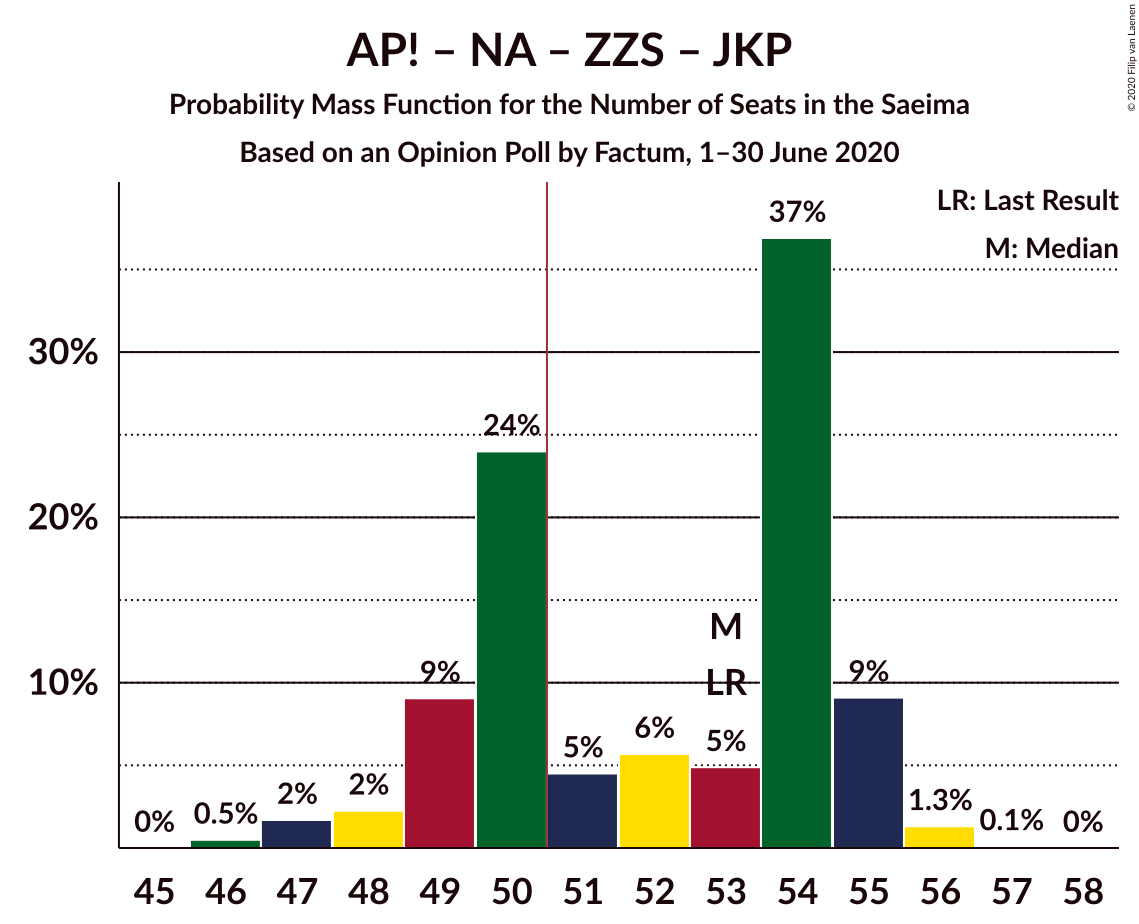 AP! – NA – ZZS – JKP
Probability Mass Function for the Number of Seats in the Saeima
Based on an Opinion Poll by Factum, 1–30 June 2020
© 2020 Filip van Laenen
LR: Last Result
M: Median
37%
30%
24%
20%
M
10%
9%
LR
9%
5%
6%
5%
0%
0.5%
2%
2%
1.3%
0.1%
0%
45 46 47 48 49 50 51 52 53 54 55 56 57 58